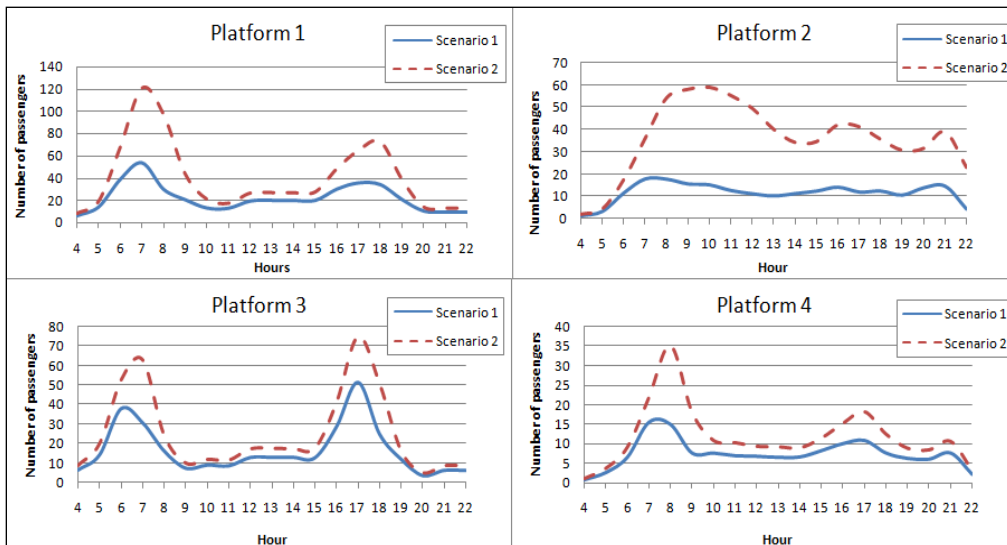 Platform 1
Scenario 1
Scenario 2
Number of passengers
140
120
100
80
60
40
20
0
4 5 6 7 8 9 10 11 12 13 14 15 16 17 18 19 20 21 22
Hours
Platform 2
Scenario 1
Scenario 2
Number of passengers
70
60
50
40
30
20
10
0
4 5 6 7 8 9 10 11 12 13 14 15 16 17 18 19 20 21 22
Hour
Platform 3
Scenario 1
Scenario 2
Number of passengers
80
70
60
50
40
30
20
10
0
4 5 6 7 8 9 10 11 12 13 14 15 16 17 18 19 20 21 22
Hour
Platform 4
Scenario 1
Scenario 2
Number of passengers
40
35
30
25
20
15
10
5
0
4 5 6 7 8 9 10 11 12 13 14 15 16 17 18 19 20 21 22
Hour